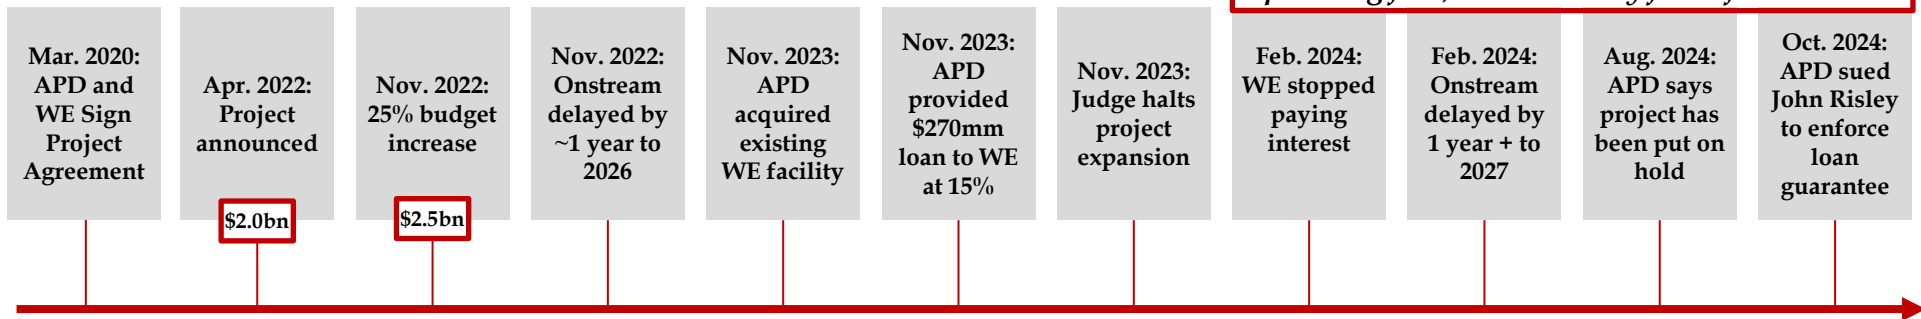 Mar. 2020:
APD and
WE Sign
Project
Agreement
Apr. 2022:
Project
announced
$2.0bn
Nov. 2022:
25% budget
increase
$2.5bn
Nov. 2022:
Onstream
delayed by
~1 year to
2026
Nov. 2023:
APD
acquired
existing
WE facility
Nov. 2023:
APD
provided
$270mm
loan to WE
at 15%
Nov. 2023:
Judge halts
project
expansion
Feb. 2024:
WE stopped
paying
interest
Feb. 2024:
Onstream
delayed by
1 year + to
2027
Aug. 2024:
APD says
project has
been put on
hold
Oct. 2024:
APD sued
John Risley
to enforce
loan
guarantee